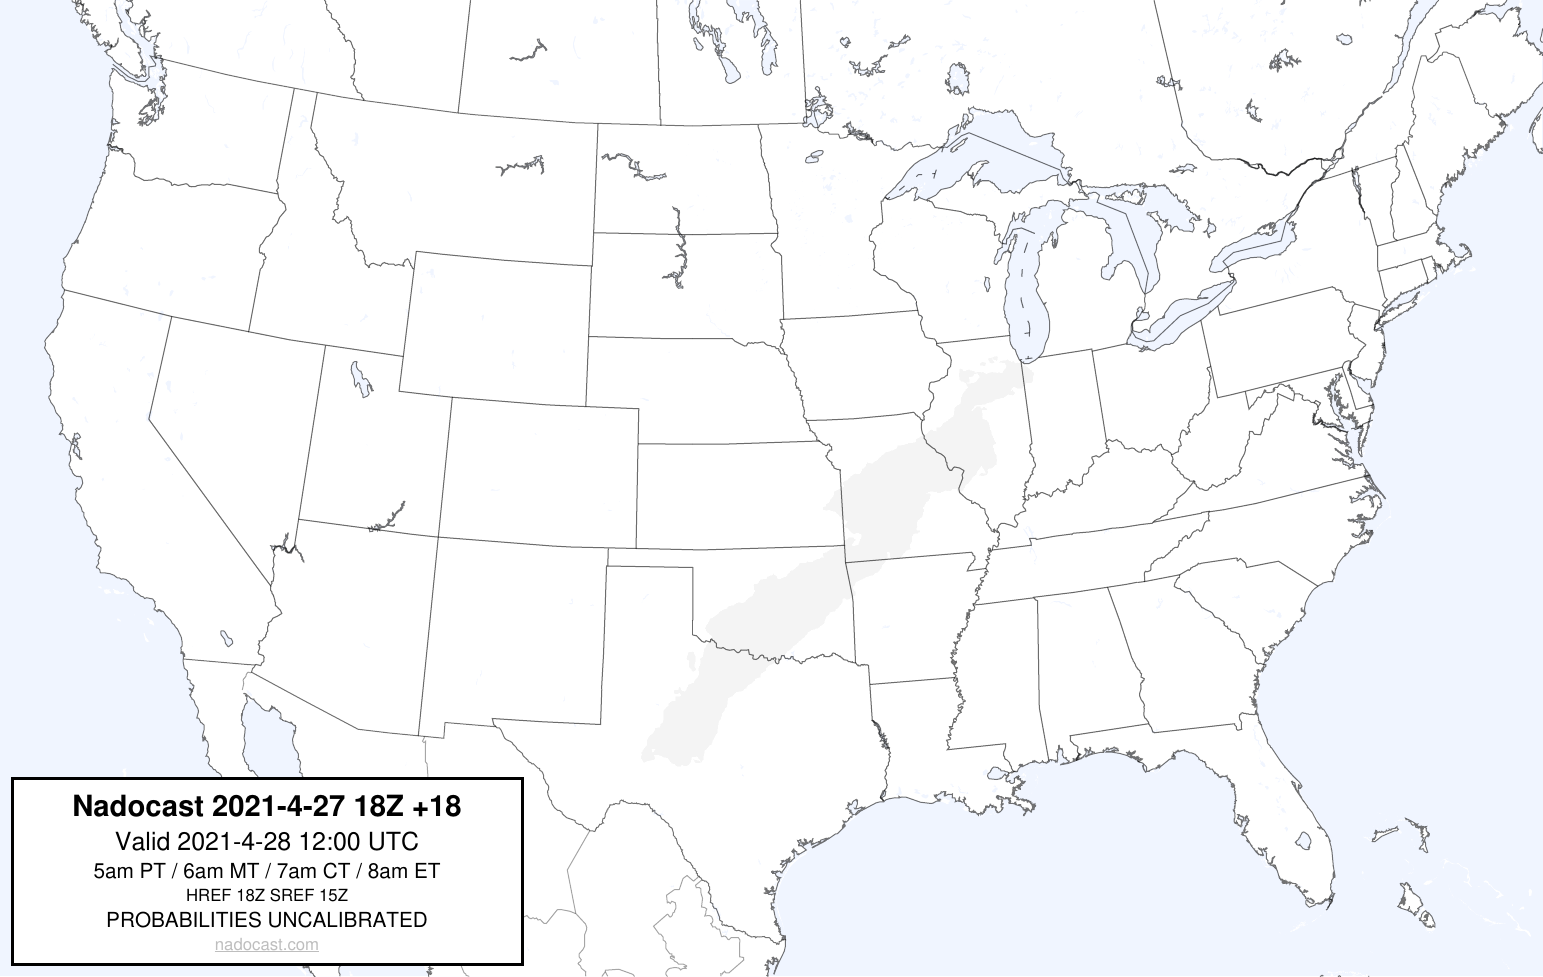 Nadocast 2021-4-27 18Z +18
Valid 2021-4-28 12:00 UTC
5am PT / 6am MT / 7am CT / 8am ET
HREF 18Z SREF 15Z
PROBABILITIES UNCALIBRATED
nadocast.com